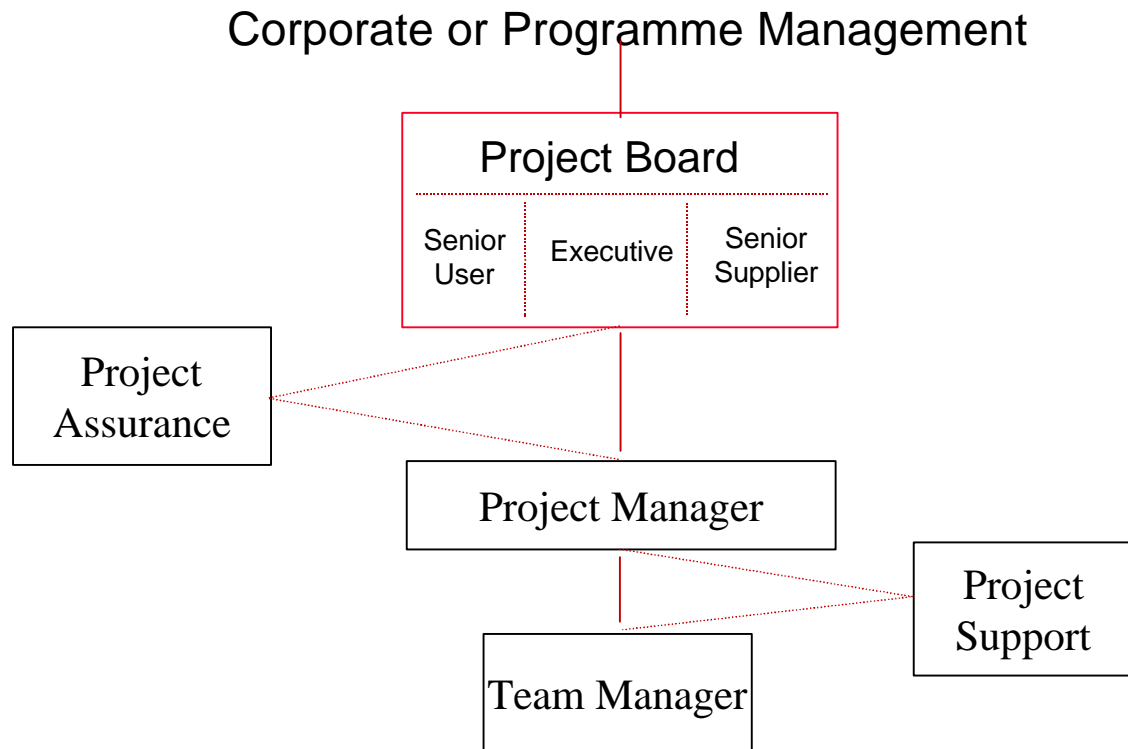 Corporate or Programme Management
Project Board
Senior
User
Executive
Senior
Supplier
Project
Assurance
Project Manager
Project
Support
Team Manager